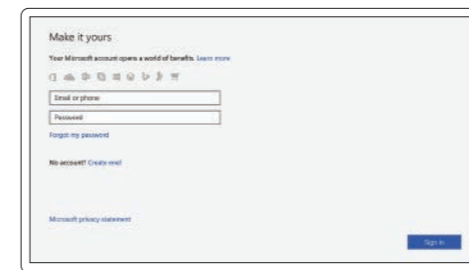 Make it yours
Your Microsoft account opens a world of benefits. Learn more
Email or phone
Password
Forgot my password
No account? Create one!
Microsoft privacy statement
Sign in